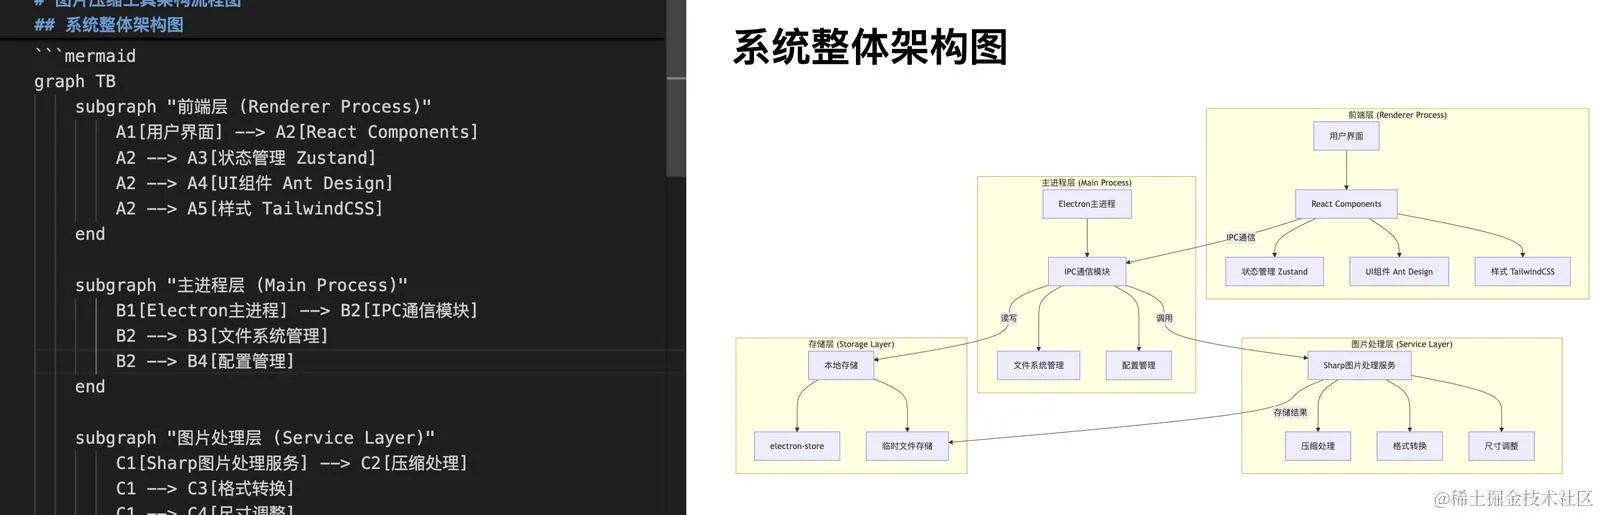 # 图片压缩工具架构流程图
## 系统整体架构图
```mermaid
graph TB
subgraph "前端层 (Renderer Process)"
A1[用户界面] --> A2[React Components]
A2 --> A3[状态管理 Zustand]
A2 --> A4[UI组件 Ant Design]
A2 --> A5[样式 TailwindCSS]
end
subgraph "主进程层 (Main Process)"
B1[Electron主进程] --> B2[IPC通信模块]
B2 --> B3[文件系统管理]
B2 --> B4[配置管理]
end
subgraph "图片处理层 (Service Layer)"
C1[Sharp图片处理服务] --> C2[压缩处理]
C1 --> C3[格式转换]
C1 --> C4[尺寸调整]
系统整体架构图
前端层 (Renderer Process)
用户界面
React Components
IPC通信
状态管理 Zustand
UI组件 Ant Design
样式 TailwindCSS
主进程层 (Main Process)
Electron主进程
IPC通信模块
读写
调用
文件系统管理
配置管理
存储层 (Storage Layer)
本地存储
electron-store
临时文件存储
图片处理层 (Service Layer)
Sharp图片处理服务
存储结果
压缩处理
格式转换
尺寸调整
@稀土掘金技术社区